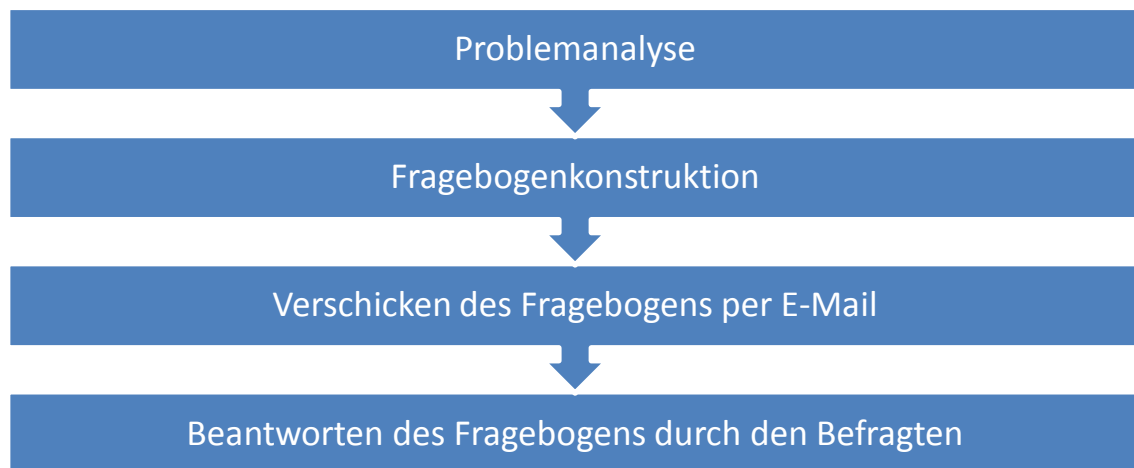 Problemanalyse
Fragebogenkonstruktion
Verschicken des Fragebogens per E-Mail
Beantworten des Fragebogens durch den Befragten